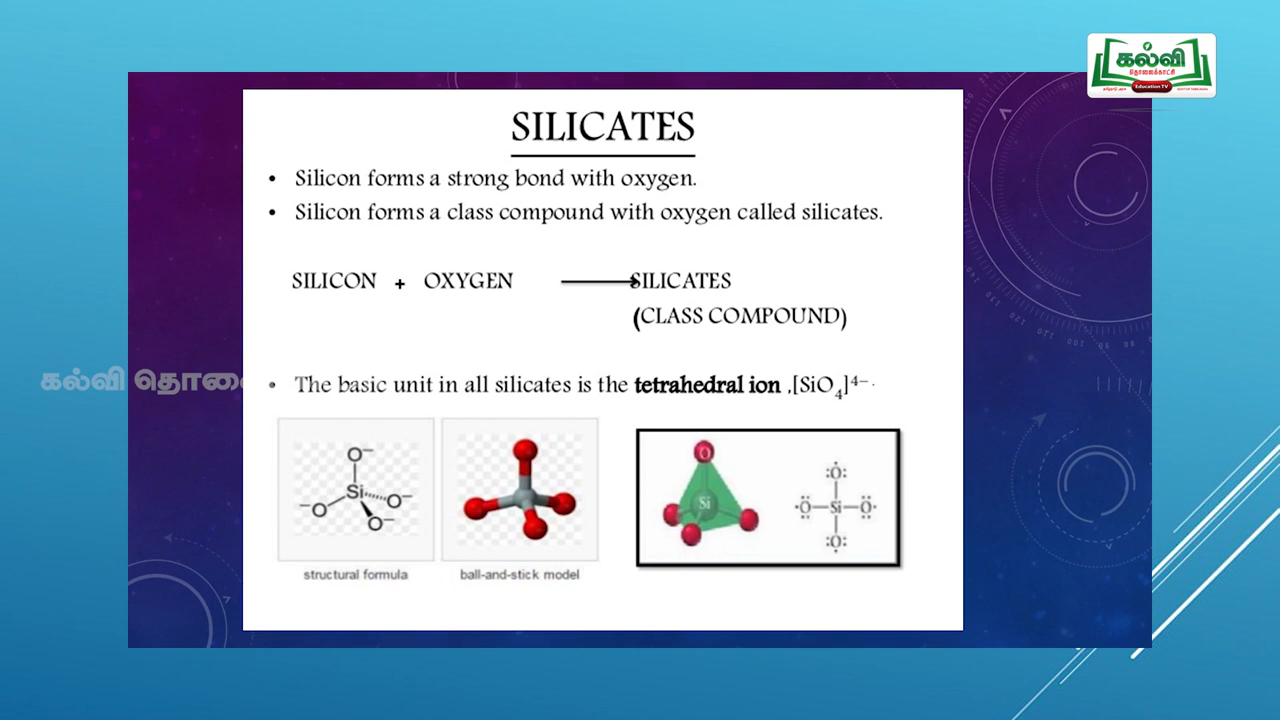 கல்வி
தொலைக்காட்சி
Education TV
SILICATES
• Silicon forms a strong bond with oxygen.
• Silicon forms a class compound with oxygen called silicates.
SILICON + OXYGEN ⟶ SILICATES
(CLASS COMPOUND)
கல்வி தொலை
• The basic unit in all silicates is the tetrahedral ion ,[SiO₄]⁴⁻.
O⁻
Si
⁻O O⁻
O⁻
structural formula
ball-and-stick model
O
Si
:Ȯ:
·Ö—Si—Ö·
:Ọ: